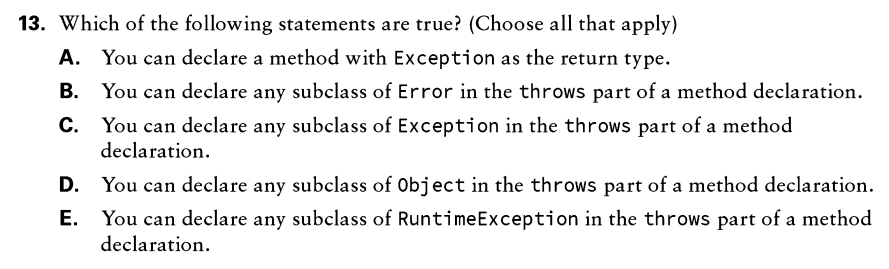 13. Which of the following statements are true? (Choose all that apply)
A. You can declare a method with Exception as the return type.
B. You can declare any subclass of Error in the throws part of a method declaration.
C. You can declare any subclass of Exception in the throws part of a method
declaration.
D. You can declare any subclass of Object in the throws part of a method declaration.
E. You can declare any subclass of RuntimeException in the throws part of a method
declaration.